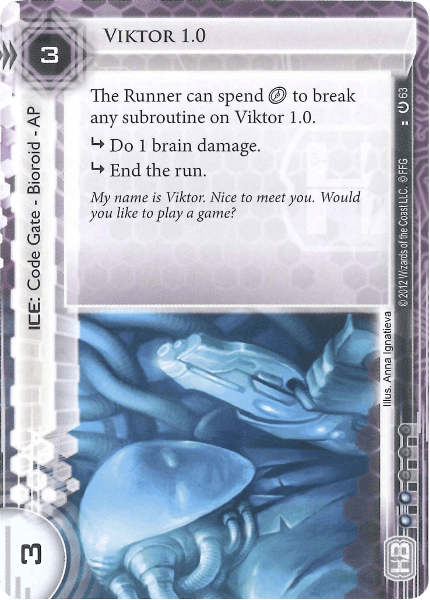 3
VIKTOR 1.0
The Runner can spend to break
any subroutine on Viktor 1.0.
Do 1 brain damage.
End the run.
My name is Viktor. Nice to meet you. Would
you like to play a game?
ICE: Code Gate - Bioroid - AP
63
© 2012 Wizards of the Coast LLC. © FFG
Illus. Anna Ignatieva
3
HB